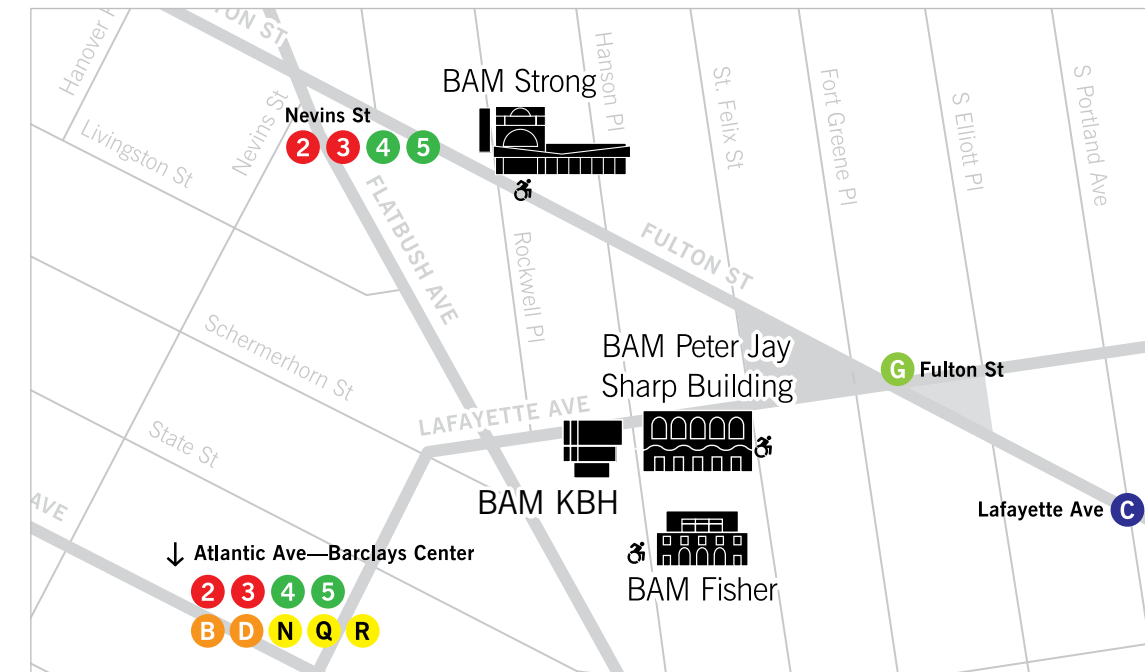 Hanover P
TON ST
Hanson Pl
St. Felix St
Fort Greene Pl
S Elliott Pl
S Portland Ave
BAM Strong
Nevins St
2 3 4 5
Nevins St
Livingston St
FLATBUSH AVE
Rockwell Pl
FULTON ST
Schermerhorn St
BAM Peter Jay
Sharp Building
G Fulton St
LAFAYETTE AVE
State St
BAM KBH
AVE
Lafayette Ave C
↓ Atlantic Ave—Barclays Center
2 3 4 5
B D N Q R
BAM Fisher